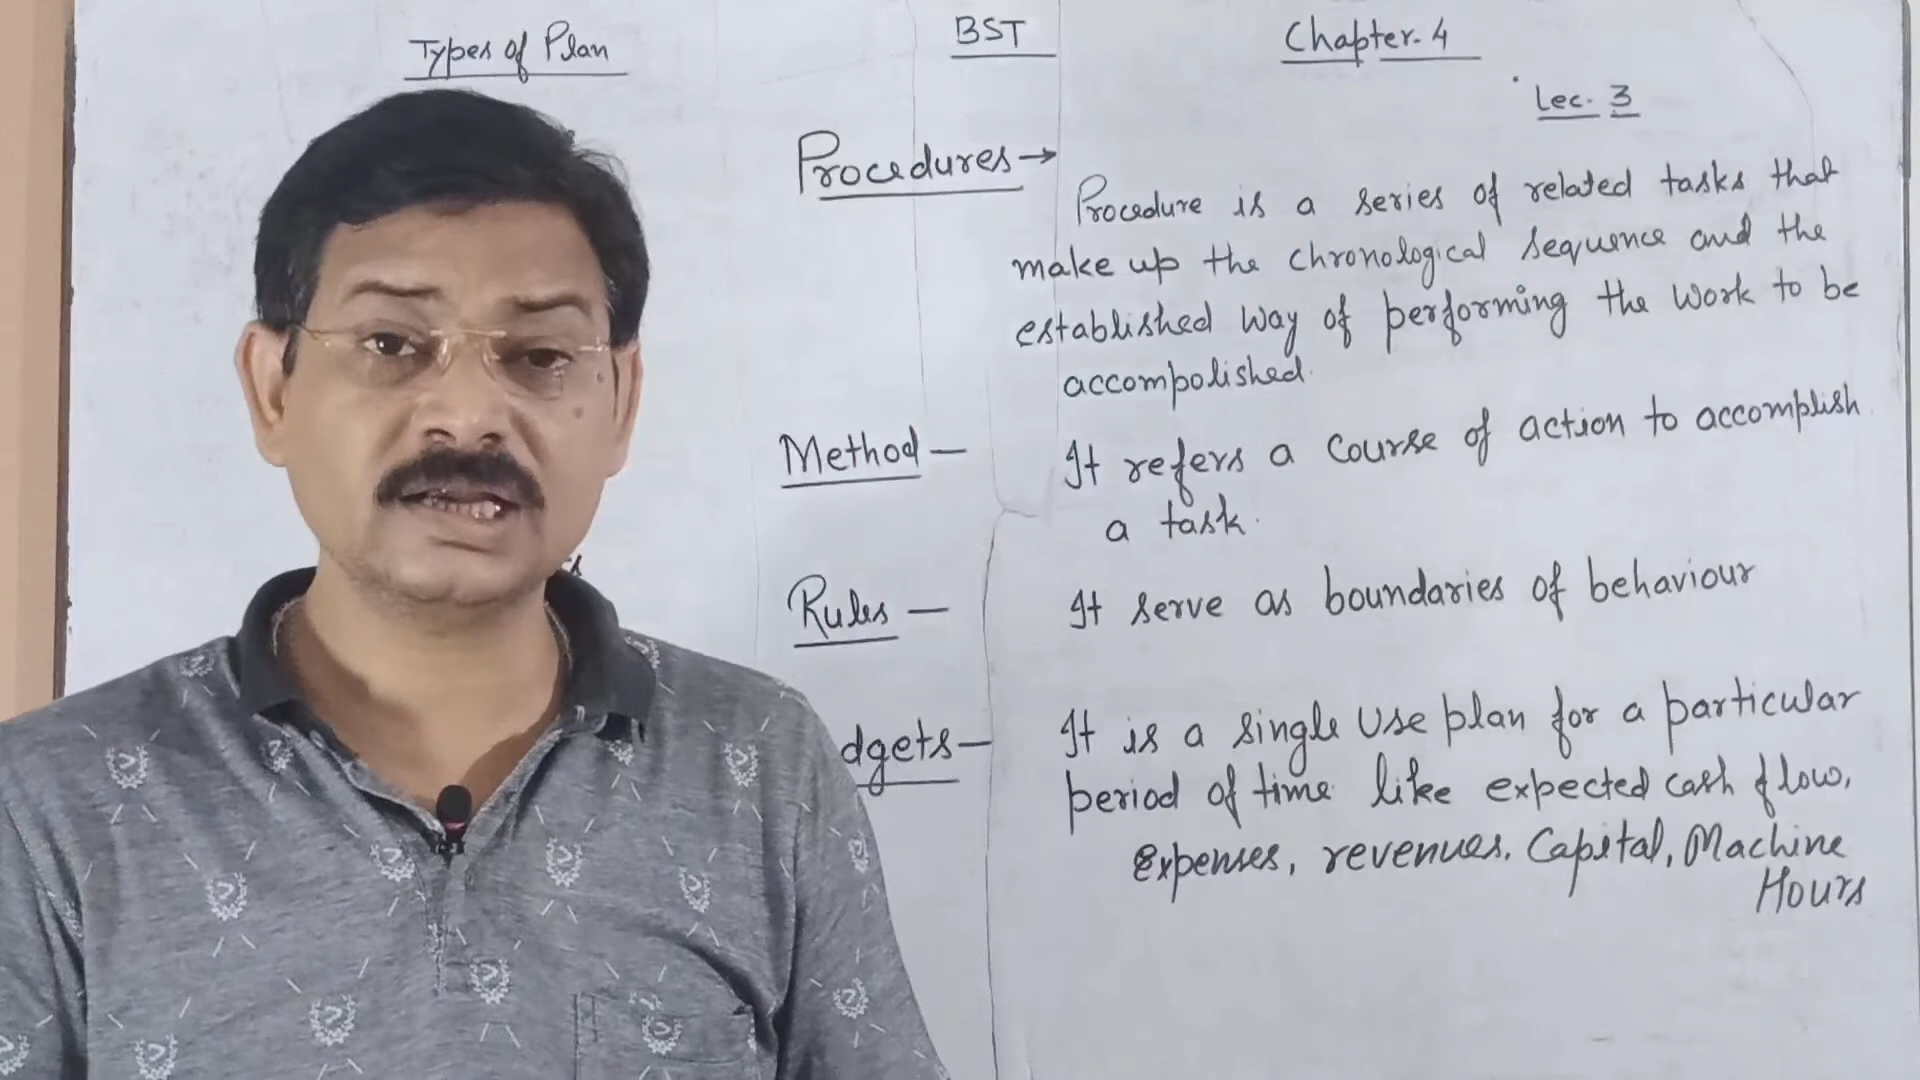 Types of Plan
BST
Chapter-4
Lec. 3
Procedures→
Procedure is a series of related tasks that
make up the chronological sequence and the
established way of performing the work to be
accompolished.
Method— It refers a course of action to accomplish
a task.
Rules— It serve as boundaries of behaviour
dgets— It is a single use plan for a particular
period of time like expected cash flow,
expenses, revenues, Capital, Machine
Hours